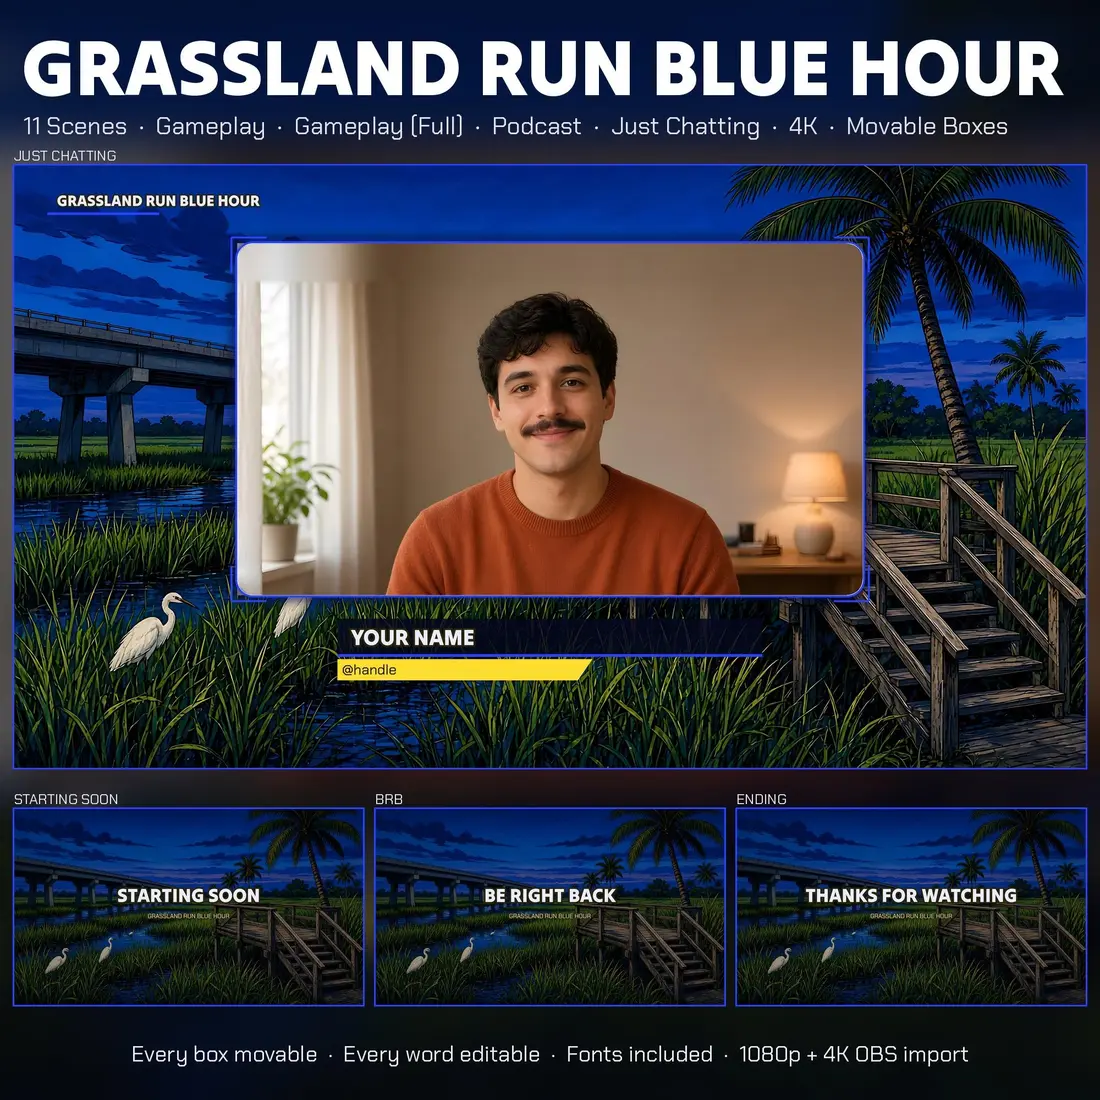 GRASSLAND RUN BLUE HOUR
11 Scenes · Gameplay · Gameplay (Full) · Podcast · Just Chatting · 4K · Movable Boxes
JUST CHATTING
GRASSLAND RUN BLUE HOUR
YOUR NAME
@handle
STARTING SOON
BRB
ENDING
STARTING SOON
GRASSLAND RUN BLUE HOUR
BE RIGHT BACK
GRASSLAND RUN BLUE HOUR
THANKS FOR WATCHING
GRASSLAND RUN BLUE HOUR
Every box movable · Every word editable · Fonts included · 1080p + 4K OBS import